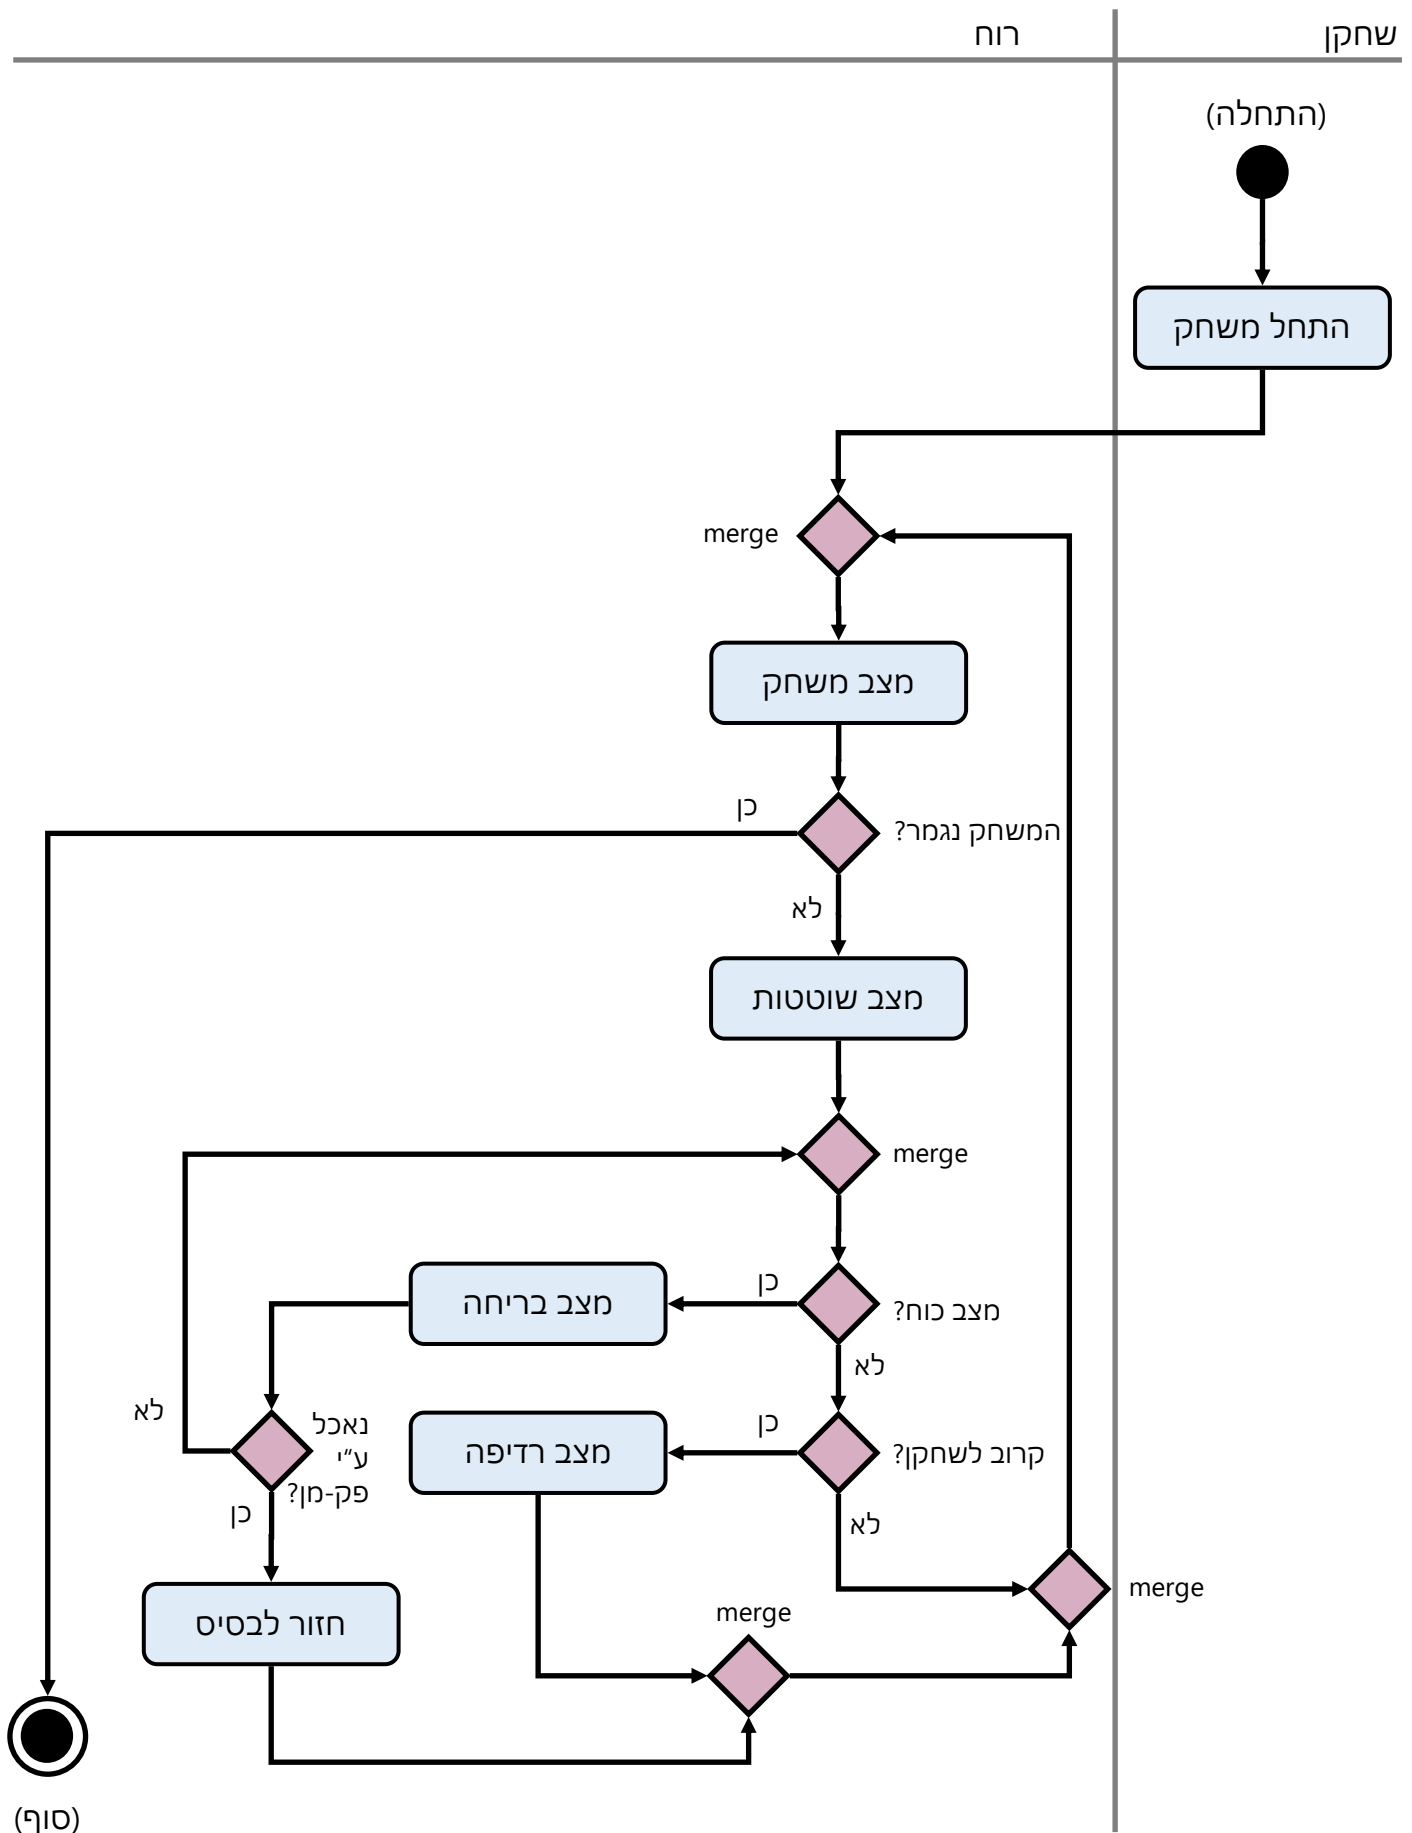 שחקן
רוח
(התחלה)
התחל משחק
merge
מצב משחק
המשחק נגמר?
כן
לא
מצב שוטטות
merge
מצב כוח?
כן
מצב בריחה
לא
קרוב לשחקן?
כן
מצב רדיפה
נאכל
ע״י
פק-מן?
לא
כן
לא
חזור לבסיס
merge
merge
(סוף)